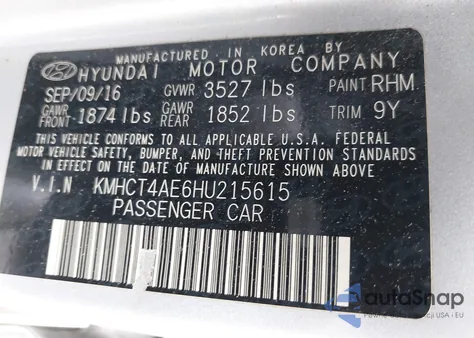 MANUFACTURED IN KOREA BY
HYUNDAI MOTOR COMPANY
SEP/09/16 GVWR 3527 lbs PAINT RHM
GAWR FRONT 1874 lbs GAWR REAR 1852 lbs TRIM 9Y
THIS VEHICLE CONFORMS TO ALL APPLICABLE U.S.A. FEDERAL
MOTOR VEHICLE SAFETY, BUMPER, AND THEFT PREVENTION STANDARDS
IN EFFECT ON THE DATE OF MANUFACTURE SHOWN ABOVE
V.I.N KMHCT4AE6HU215615
PASSENGER CAR
autoSnap
USA i EU